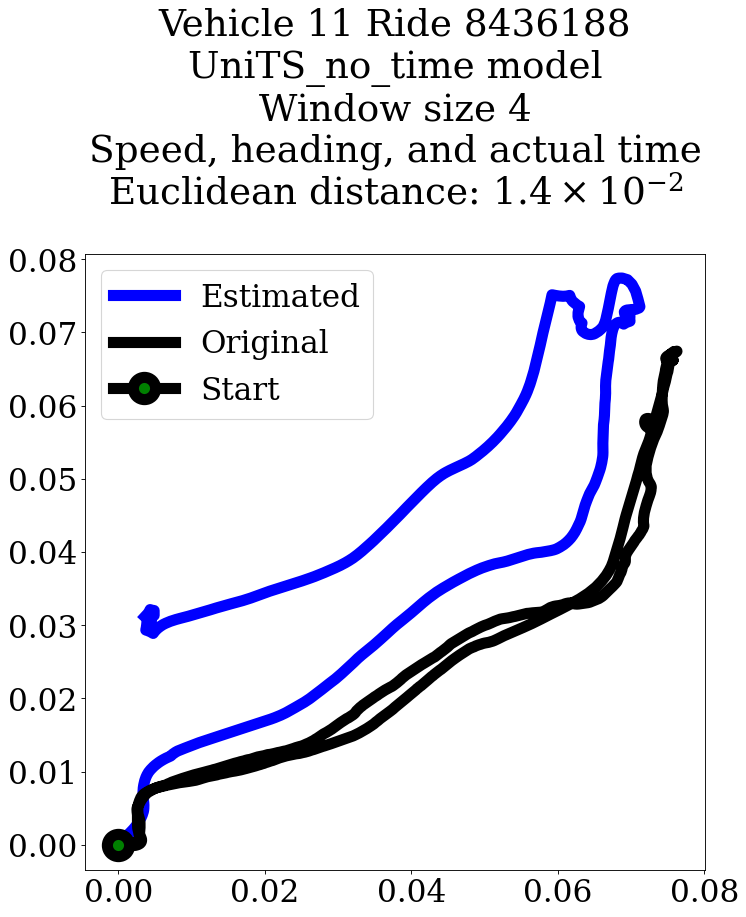 Vehicle 11 Ride 8436188
UniTS_no_time model
Window size 4
Speed, heading, and actual time
Euclidean distance: 1.4 × 10⁻²
0.08
0.07
0.06
0.05
0.04
0.03
0.02
0.01
0.00
Estimated
Original
Start
0.00 0.02 0.04 0.06 0.08